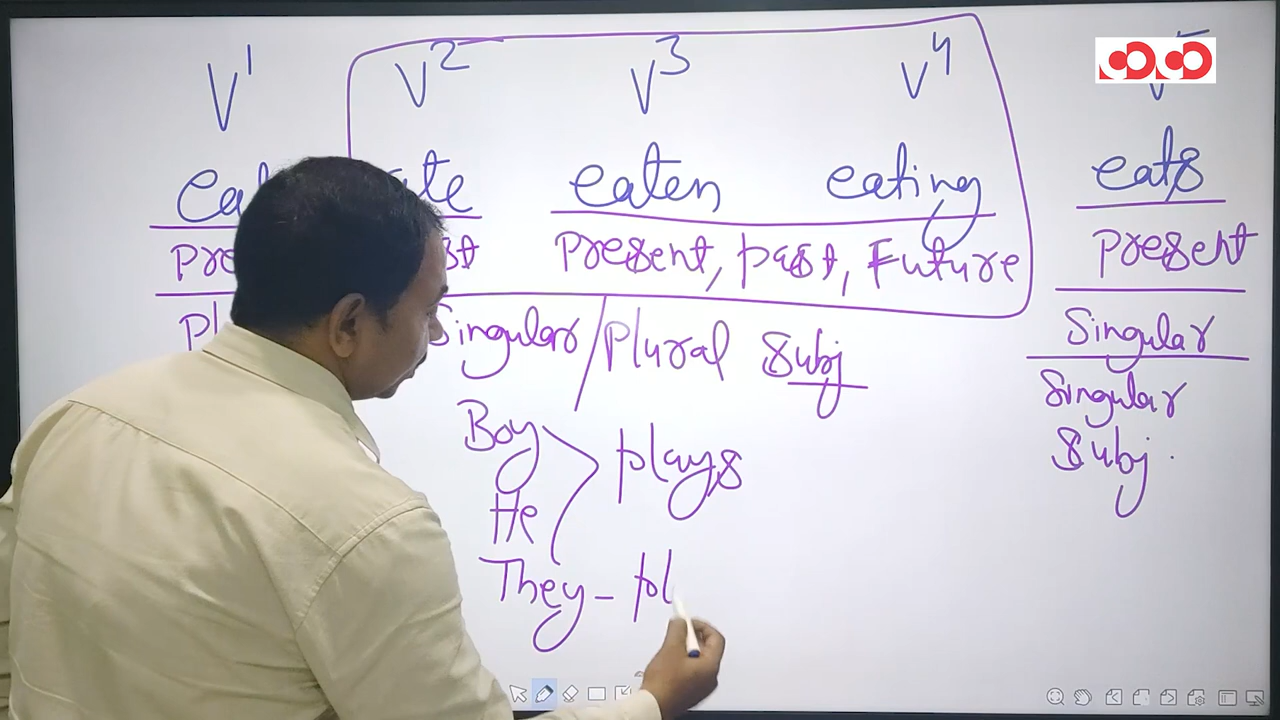 V1 V2 V3 V4
eaten eating eats
present, past, Future present
Singular/Plural Subj Singular
Boy plays Singular
He Subj.
They - pl